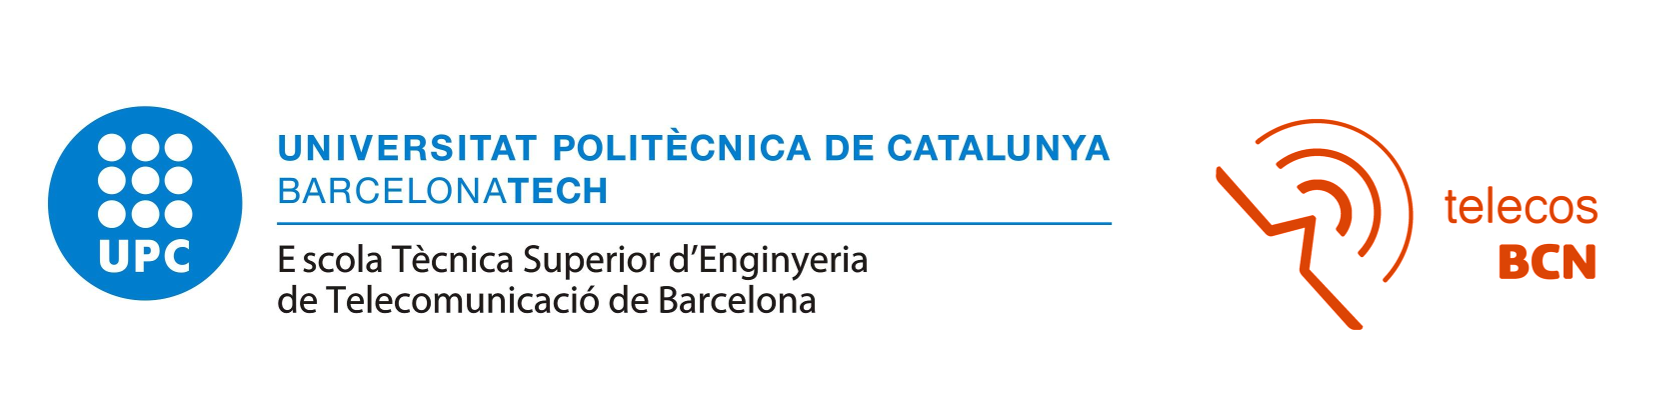 UPC
UNIVERSITAT POLITÈCNICA DE CATALUNYA
BARCELONATECH
Escola Tècnica Superior d’Enginyeria
de Telecomunicació de Barcelona
telecos
BCN